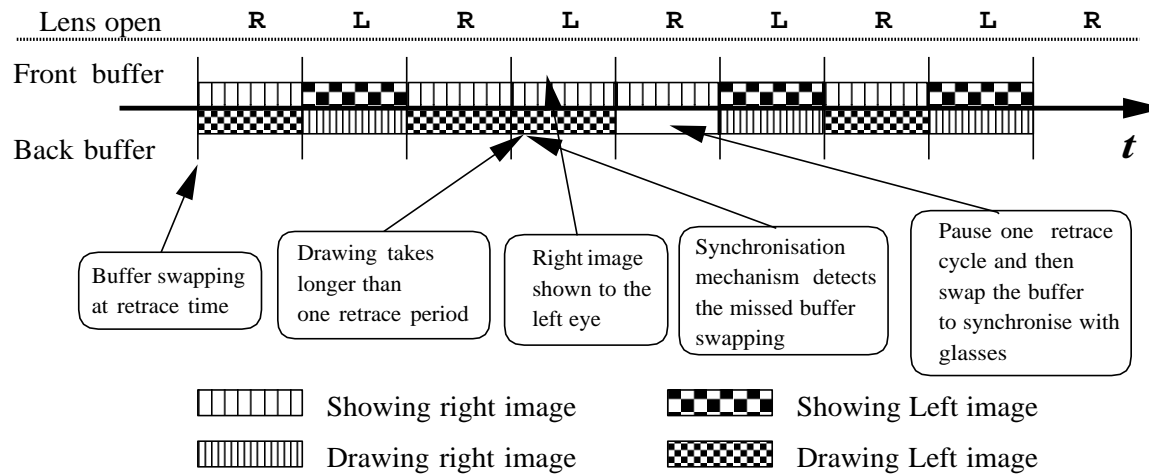 Lens open R L R L R L R L R
Front buffer
Back buffer
t
Buffer swapping
at retrace time
Drawing takes
longer than
one retrace period
Right image
shown to the
left eye
Synchronisation
mechanism detects
the missed buffer
swapping
Pause one retrace
cycle and then
swap the buffer
to synchronise with
glasses
Showing right image
Showing Left image
Drawing right image
Drawing Left image